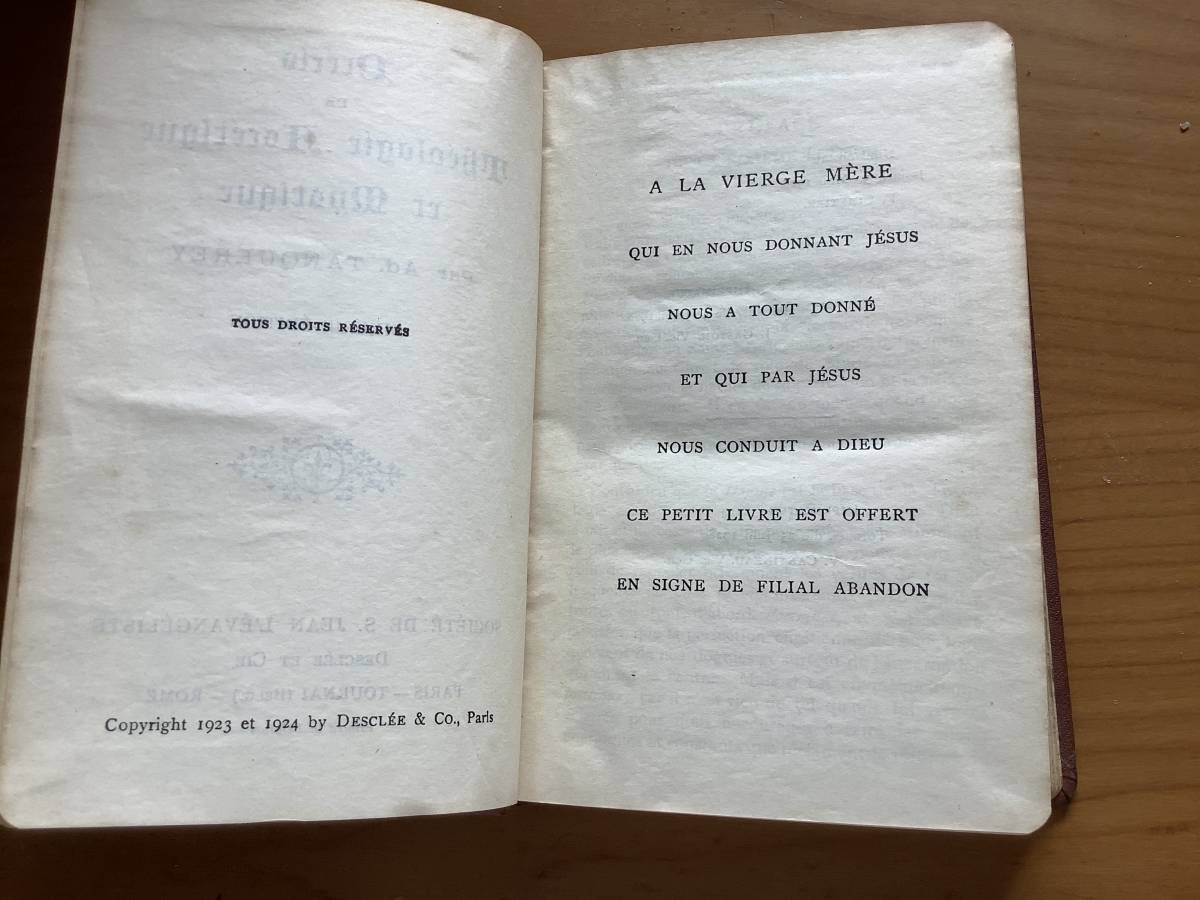 TOUS DROITS RÉSERVÉS
Copyright 1923 et 1924 by DESCLÉE & Co., Paris
A LA VIERGE MÈRE
QUI EN NOUS DONNANT JÉSUS
NOUS A TOUT DONNÉ
ET QUI PAR JÉSUS
NOUS CONDUIT A DIEU
CE PETIT LIVRE EST OFFERT
EN SIGNE DE FILIAL ABANDON